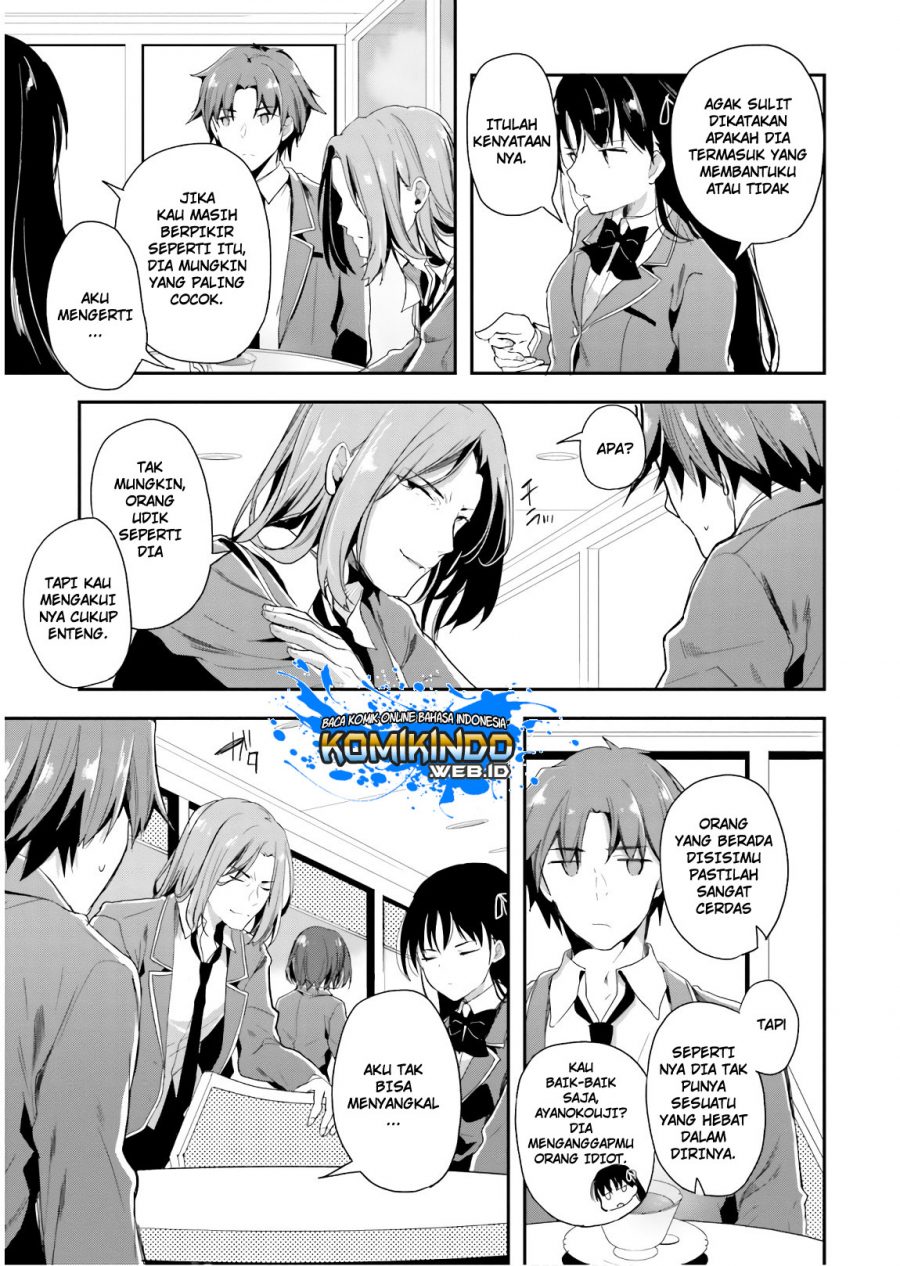 AGAK SULIT
DIKATAKAN
APAKAH DIA
TERMASUK YANG
MEMBANTUKU
ATAU TIDAK
ITULAH
KENYATAAN
NYA.
JIKA
KAU MASIH
BERPIKIR
SEPERTI ITU,
DIA MUNGKIN
YANG PALING
COCOK.
AKU
MENGERTI
...
APA?
TAK
MUNGKIN,
ORANG
UDIK
SEPERTI
DIA
TAPI KAU
MENGAKUI
NYA CUKUP
ENTENG.
BACA KOMIK ONLINE BAHASA INDONESIA
KOMIKINDO
.WEB.ID
ORANG
YANG BERADA
DISISIMU
PASTILAH
SANGAT
CERDAS
TAPI
SEPERTI
NYA DIA TAK
PUNYA
SESUATU
YANG HEBAT
DALAM
DIRINYA.
KAU
BAIK-BAIK
SAJA,
AYANOKOUJI?
DIA
MENGANGGAPMU
ORANG IDIOT.
AKU TAK
BISA
MENYANGKAL
...